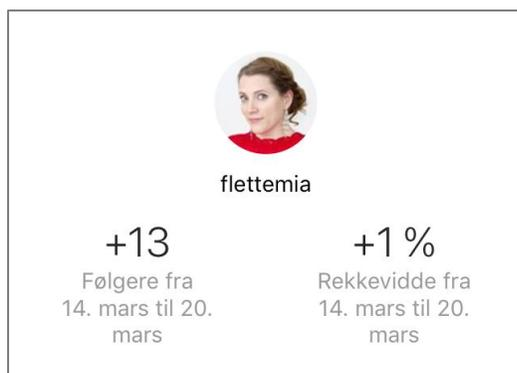 flettemia
+13
Følgere fra
14. mars til 20.
mars
+1 %
Rekkevidde fra
14. mars til 20.
mars